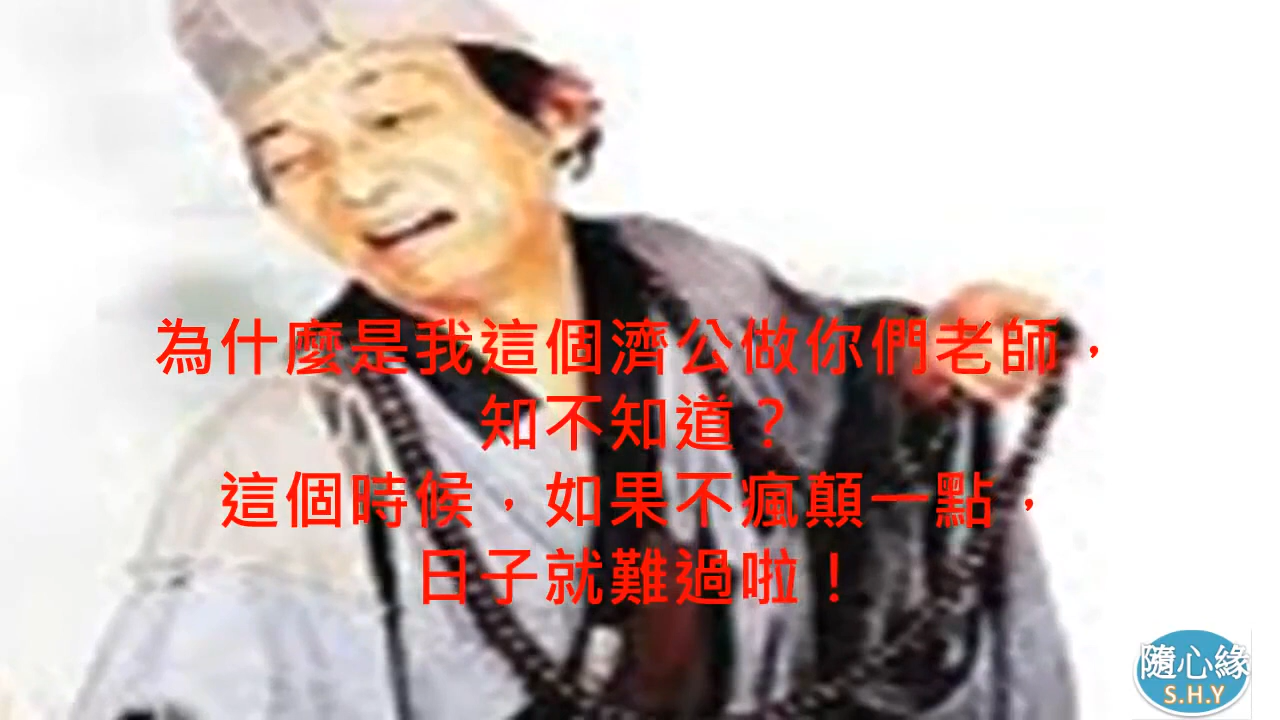 為什麼是我這個濟公做你們老師，
知不知道？
這個時候，如果不瘋顛一點，
日子就難過啦！
隨心緣
S.H.Y